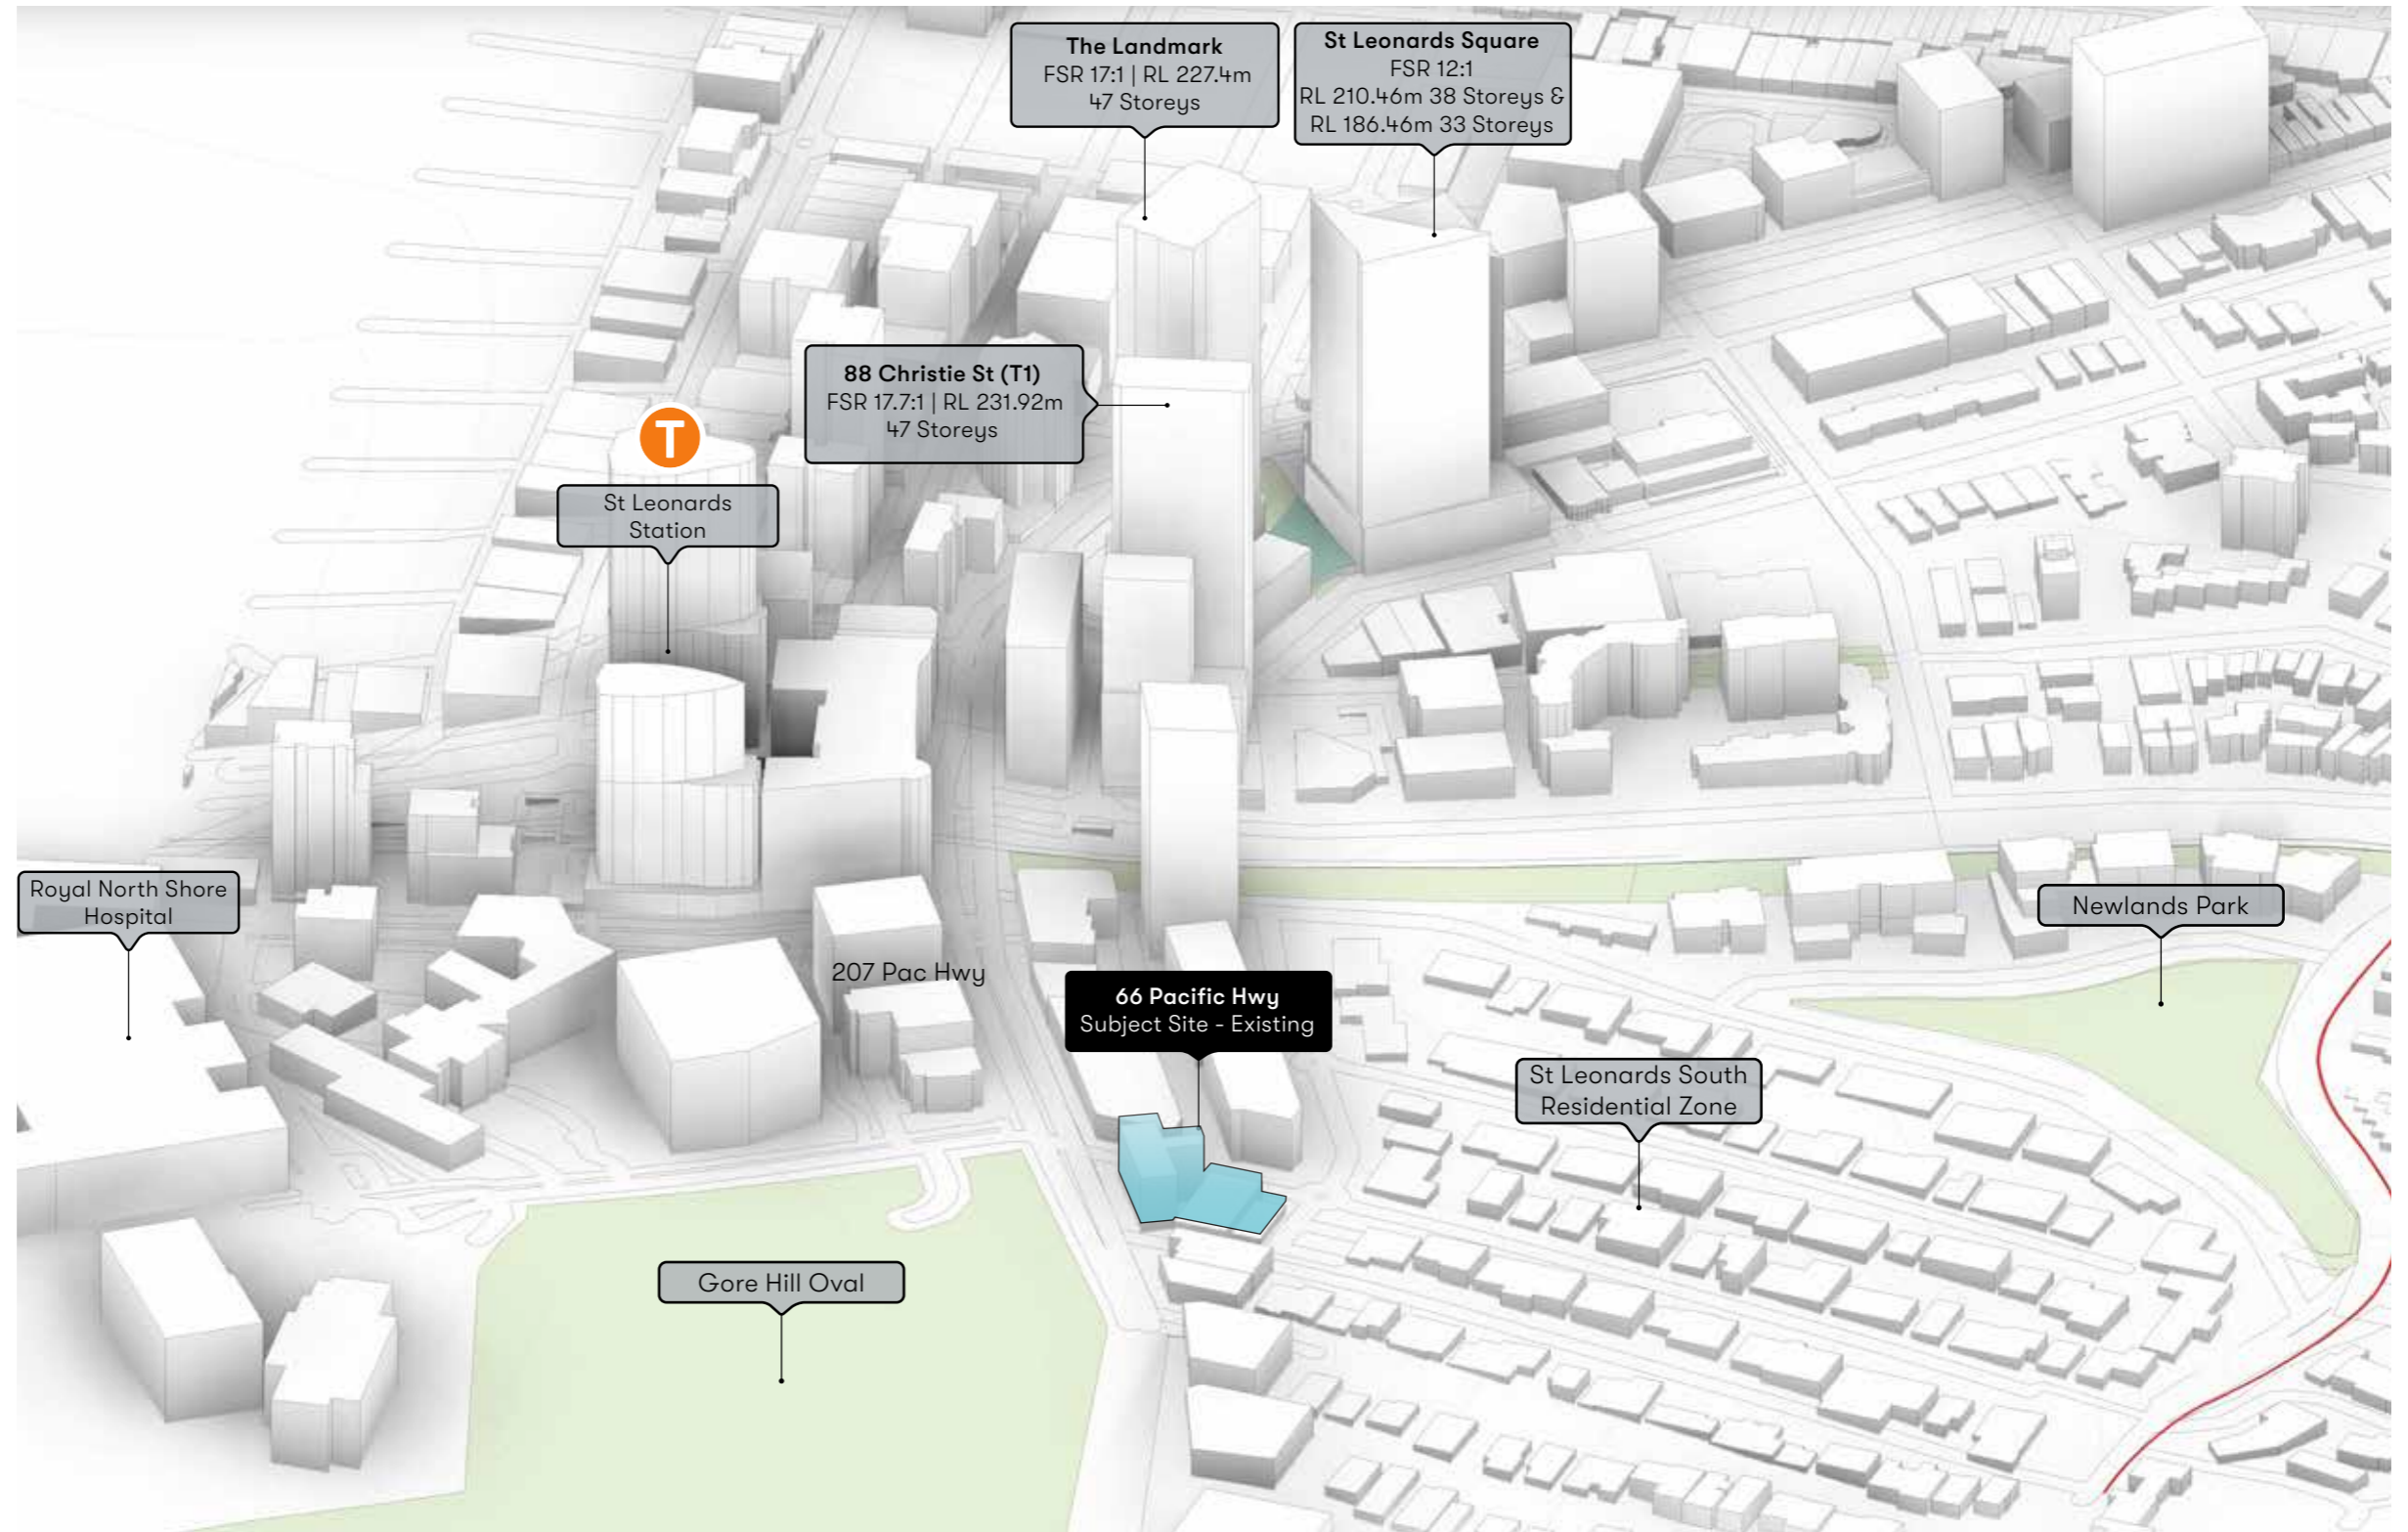 The Landmark
FSR 17:1 | RL 227.4m
47 Storeys
St Leonards Square
FSR 12:1
RL 210.46m 38 Storeys &
RL 186.46m 33 Storeys
88 Christie St (T1)
FSR 17.7:1 | RL 231.92m
47 Storeys
T
St Leonards
Station
Royal North Shore
Hospital
Newlands Park
207 Pac Hwy
66 Pacific Hwy
Subject Site - Existing
St Leonards South
Residential Zone
Gore Hill Oval